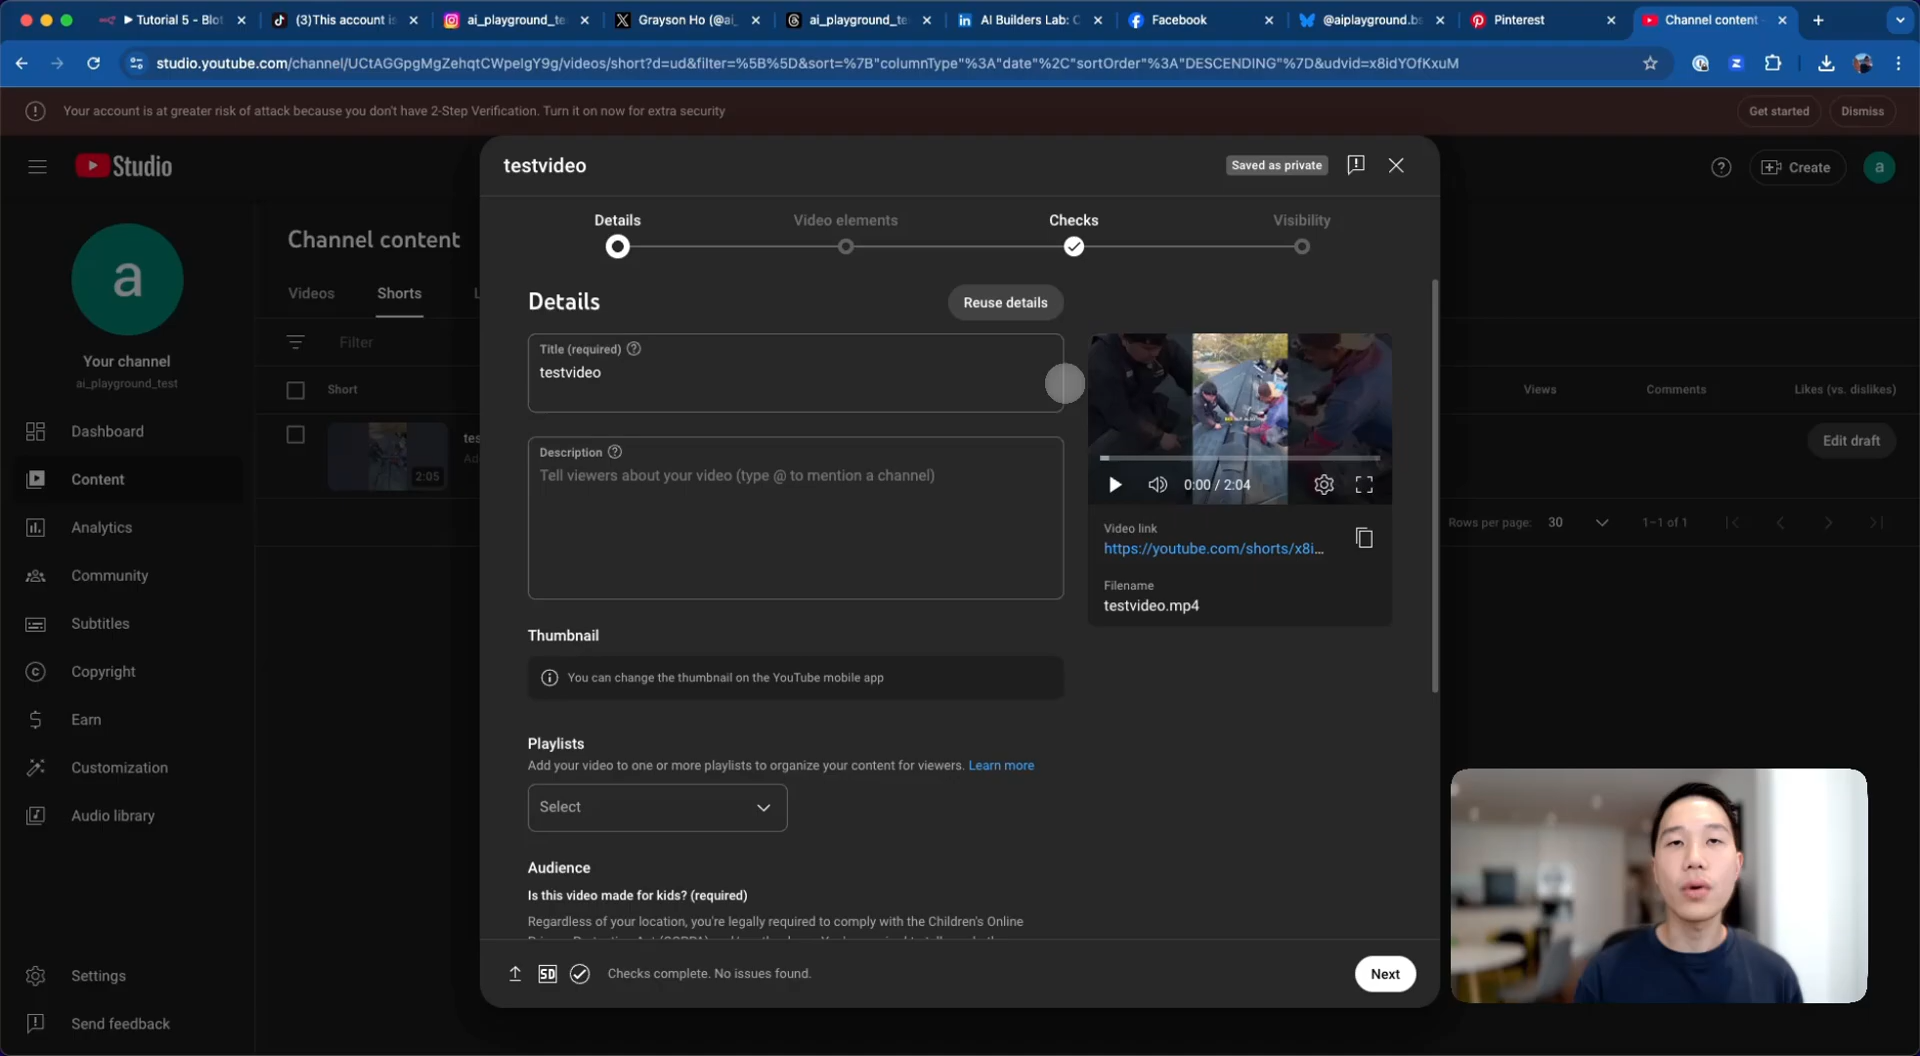 ▶ Tutorial 5 - Blot
(3)This account is
ai_playground_te
Grayson Ho (@ai_
ai_playground_te
AI Builders Lab: C
Facebook
@aiplayground.bs
Pinterest
Channel content -
studio.youtube.com/channel/UCtAGGpgMgZehqtCWpeIgY9g/videos/short?d=ud&filter=%5B%5D&sort=%7B"columnType"%3A"date"%2C"sortOrder"%3A"DESCENDING"%7D&udvid=x8idYOfKxuM
Your account is at greater risk of attack because you don't have 2-Step Verification. Turn it on now for extra security
Get started
Dismiss
Studio
Create
a
a
Your channel
ai_playground_test
Dashboard
Content
Analytics
Community
Subtitles
Copyright
Earn
Customization
Audio library
Settings
Send feedback
Channel content
Videos
Shorts
L
Filter
Short
tes
Ad
2:05
Views
Comments
Likes (vs. dislikes)
Edit draft
Rows per page:
30
1–1 of 1
testvideo
Saved as private
Details
Video elements
Checks
Visibility
Details
Reuse details
Title (required)
testvideo
Description
Tell viewers about your video (type @ to mention a channel)
0:00 / 2:04
Video link
https://youtube.com/shorts/x8i...
Filename
testvideo.mp4
Thumbnail
You can change the thumbnail on the YouTube mobile app
Playlists
Add your video to one or more playlists to organize your content for viewers. Learn more
Select
Audience
Is this video made for kids? (required)
Regardless of your location, you're legally required to comply with the Children's Online
SD
Checks complete. No issues found.
Next